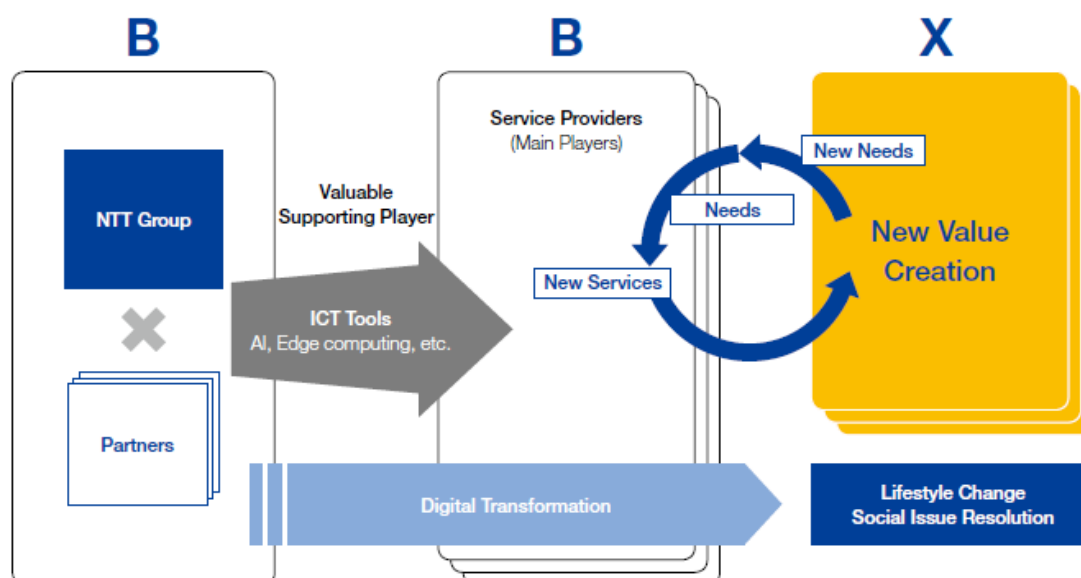 B
B
X
NTT Group
Partners
Valuable
Supporting Player
ICT Tools
AI, Edge computing, etc.
Service Providers
(Main Players)
New Needs
Needs
New Services
New Value
Creation
Digital Transformation
Lifestyle Change
Social Issue Resolution